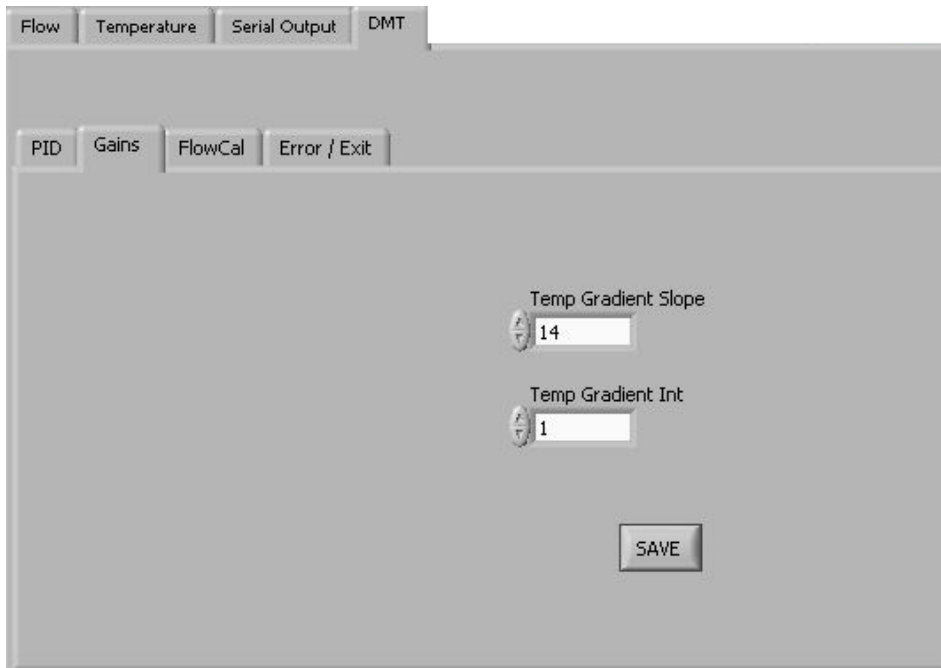 Flow Temperature Serial Output DMT
PID Gains FlowCal Error / Exit
Temp Gradient Slope
14
Temp Gradient Int
1
SAVE